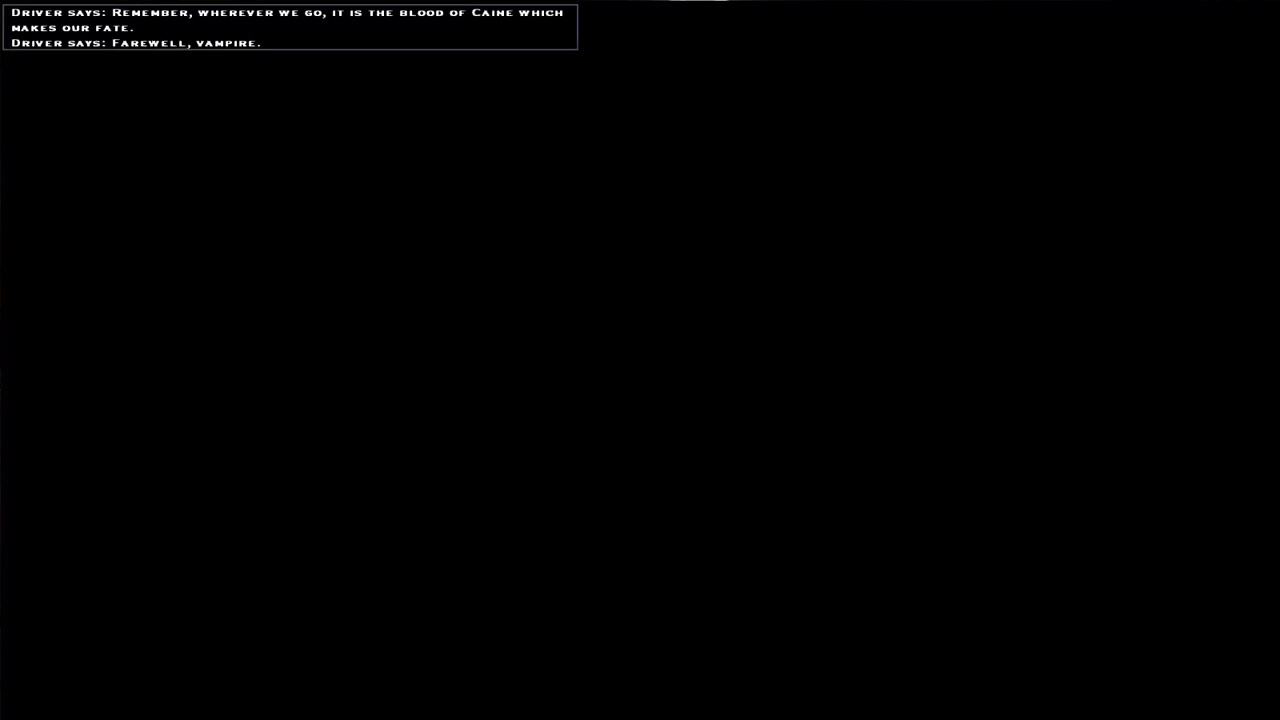 Driver says: Remember, wherever we go, it is the blood of Caine which
makes our fate.
Driver says: Farewell, vampire.